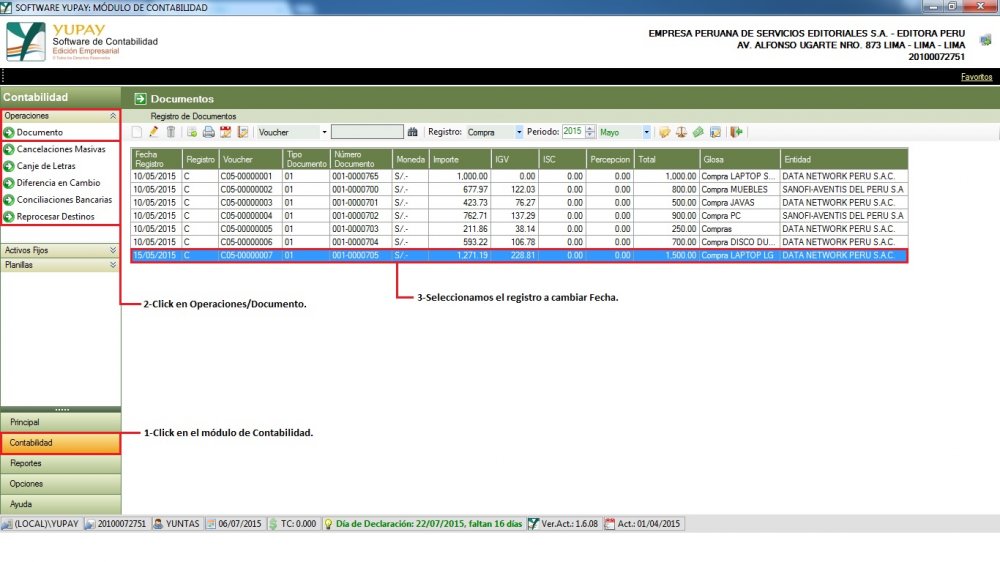 SOFTWARE YUPAY: MÓDULO DE CONTABILIDAD
YUPAY
Software de Contabilidad
Edición Empresarial
© Todos los Derechos Reservados
EMPRESA PERUANA DE SERVICIOS EDITORIALES S.A. - EDITORA PERU
AV. ALFONSO UGARTE NRO. 873 LIMA - LIMA - LIMA
20100072751
Favoritos
Contabilidad
Documentos
Operaciones
Registro de Documentos
Documento
Voucher Registro: Compra Periodo: 2015 Mayo
Cancelaciones Masivas
Canje de Letras
Diferencia en Cambio
Conciliaciones Bancarias
Reprocesar Destinos
Activos Fijos
Planillas
Fecha Registro Registro Voucher Tipo Documento Número Documento Moneda Importe IGV ISC Percepcion Total Glosa Entidad
10/05/2015 C C05-00000001 01 001-0000765 S/.- 1,000.00 0.00 0.00 0.00 1,000.00 Compra LAPTOP S... DATA NETWORK PERU S.A.C.
10/05/2015 C C05-00000002 01 001-0000700 S/.- 677.97 122.03 0.00 0.00 800.00 Compra MUEBLES SANOFI-AVENTIS DEL PERU S.A
10/05/2015 C C05-00000003 01 001-0000701 S/.- 423.73 76.27 0.00 0.00 500.00 Compra JAVAS DATA NETWORK PERU S.A.C.
10/05/2015 C C05-00000004 01 001-0000702 S/.- 762.71 137.29 0.00 0.00 900.00 Compra PC SANOFI-AVENTIS DEL PERU S.A
10/05/2015 C C05-00000005 01 001-0000703 S/.- 211.86 38.14 0.00 0.00 250.00 Compras DATA NETWORK PERU S.A.C.
10/05/2015 C C05-00000006 01 001-0000704 S/.- 593.22 106.78 0.00 0.00 700.00 Compra DISCO DU... DATA NETWORK PERU S.A.C.
15/05/2015 C C05-00000007 01 001-0000705 S/.- 1,271.19 228.81 0.00 0.00 1,500.00 Compra LAPTOP LG DATA NETWORK PERU S.A.C.
3-Seleccionamos el registro a cambiar Fecha.
2-Click en Operaciones/Documento.
Principal
1-Click en el módulo de Contabilidad.
Contabilidad
Reportes
Opciones
Ayuda
(LOCAL)\YUPAY 20100072751 YUNTAS 06/07/2015 TC: 0.000 Día de Declaración: 22/07/2015, faltan 16 días Ver.Act.: 1.6.08 Act.: 01/04/2015